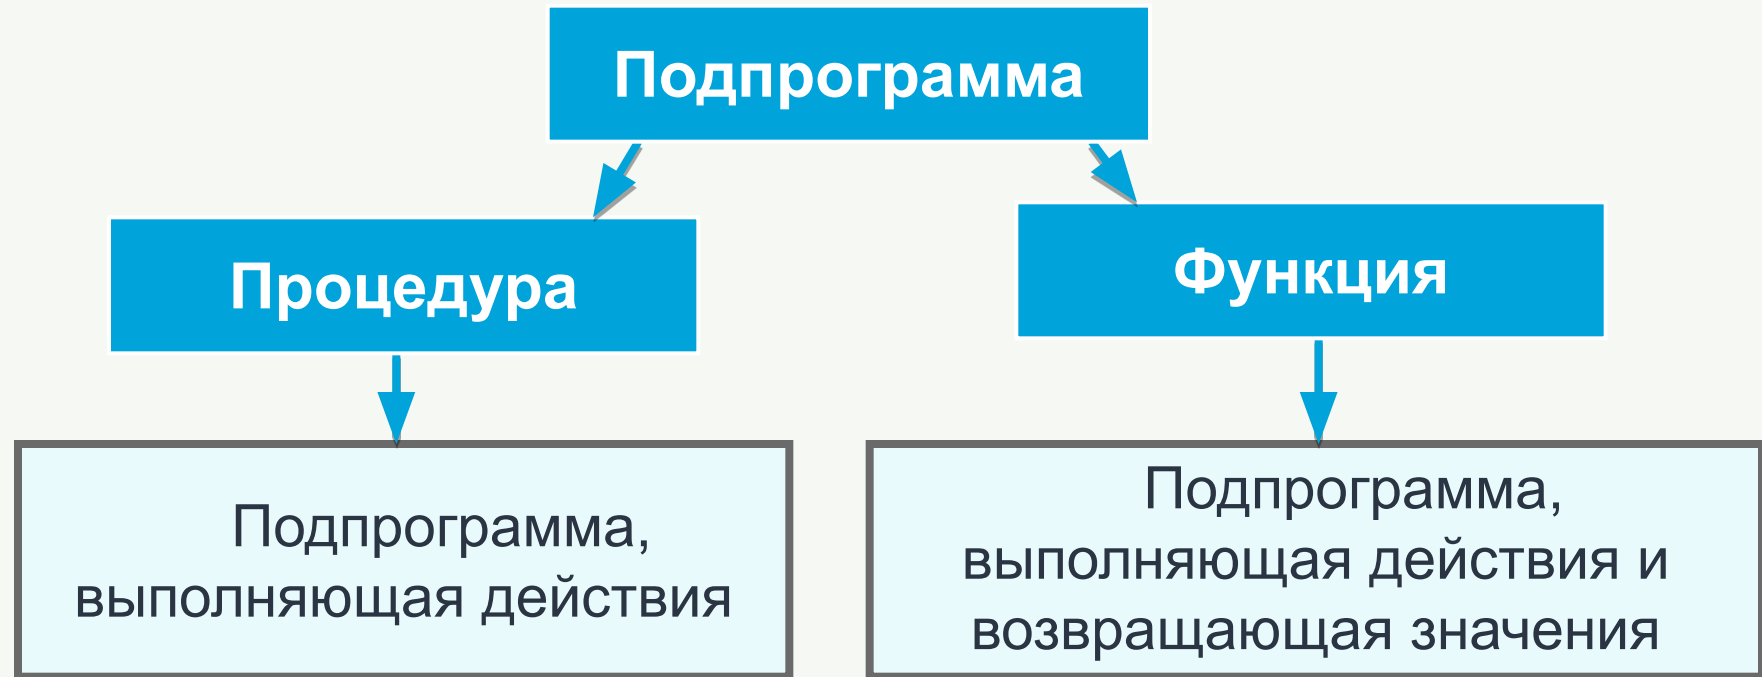 Подпрограмма
Процедура
Функция
Подпрограмма,
выполняющая действия
Подпрограмма,
выполняющая действия и
возвращающая значения